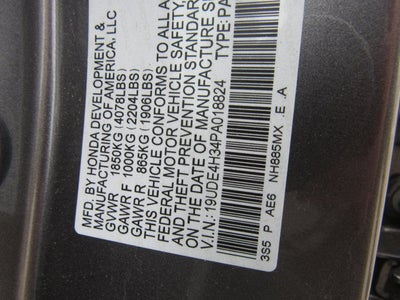 MFD. BY HONDA DEVELOPMENT &
MANUFACTURING OF AMERICA, LLC
GAWR 1850KG (4078LBS)
GAWR F 1000KG (2204LBS)
GAWR R 865KG (1906LBS)
THIS VEHICLE CONFORMS TO ALL A
FEDERAL MOTOR VEHICLE SAFETY,
AND THEFT PREVENTION STANDAR
ON THE DATE OF MANUFACTURE SH
V.I.N.: 19UDE4H34PA018824 TYPE: PA
3S5 P AE6 NH885MX . E . A